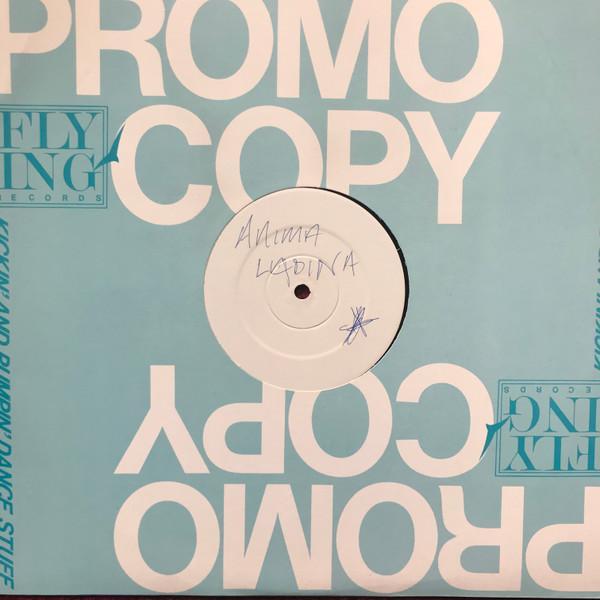 PROMO
COPY
FLY
ING
RECORDS
KICKIN' AND PUMPIN' DANCE STUFF
ANIMA
LADINA
COPY
PROMO
FLY
ING
RECORDS